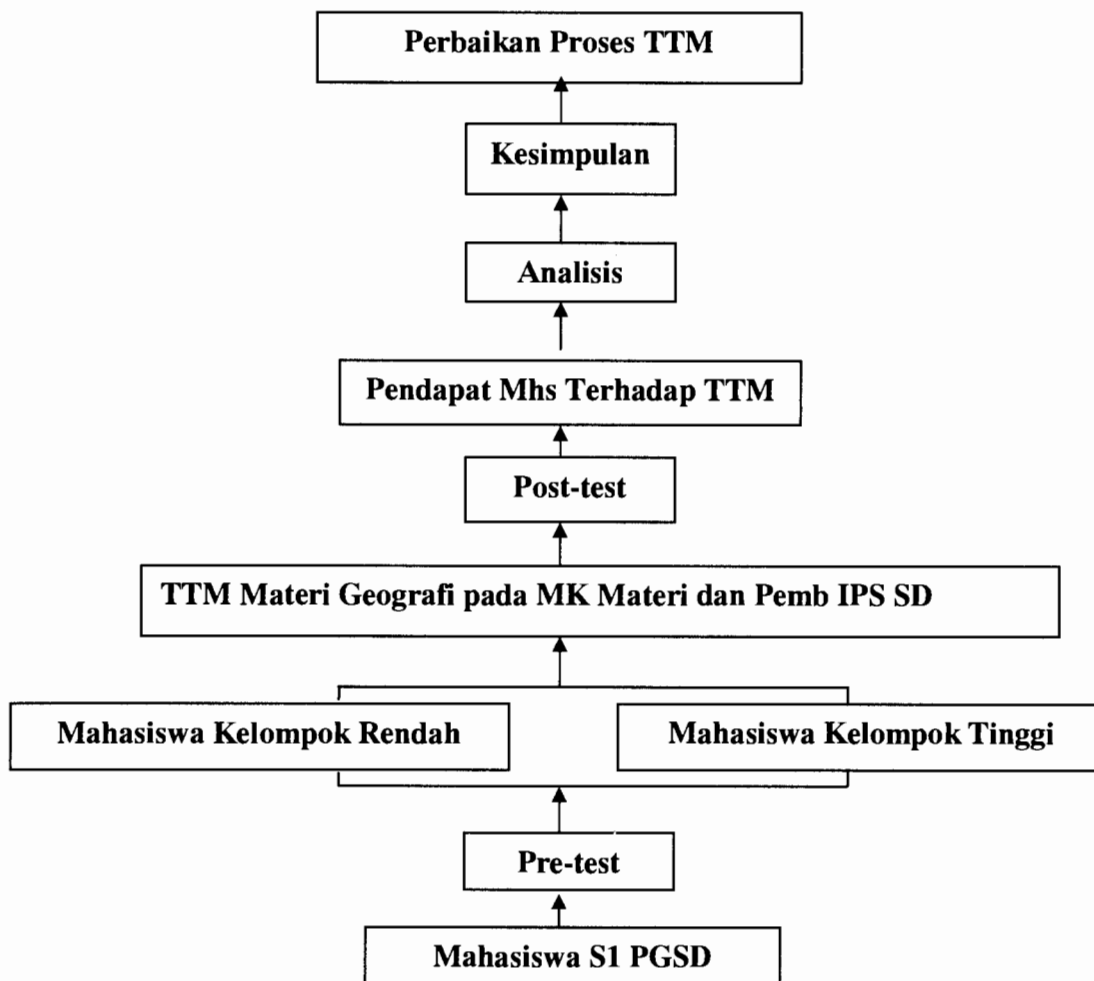 Perbaikan Proses TTM
Kesimpulan
Analisis
Pendapat Mhs Terhadap TTM
Post-test
TTM Materi Geografi pada MK Materi dan Pemb IPS SD
Mahasiswa Kelompok Rendah
Mahasiswa Kelompok Tinggi
Pre-test
Mahasiswa S1 PGSD